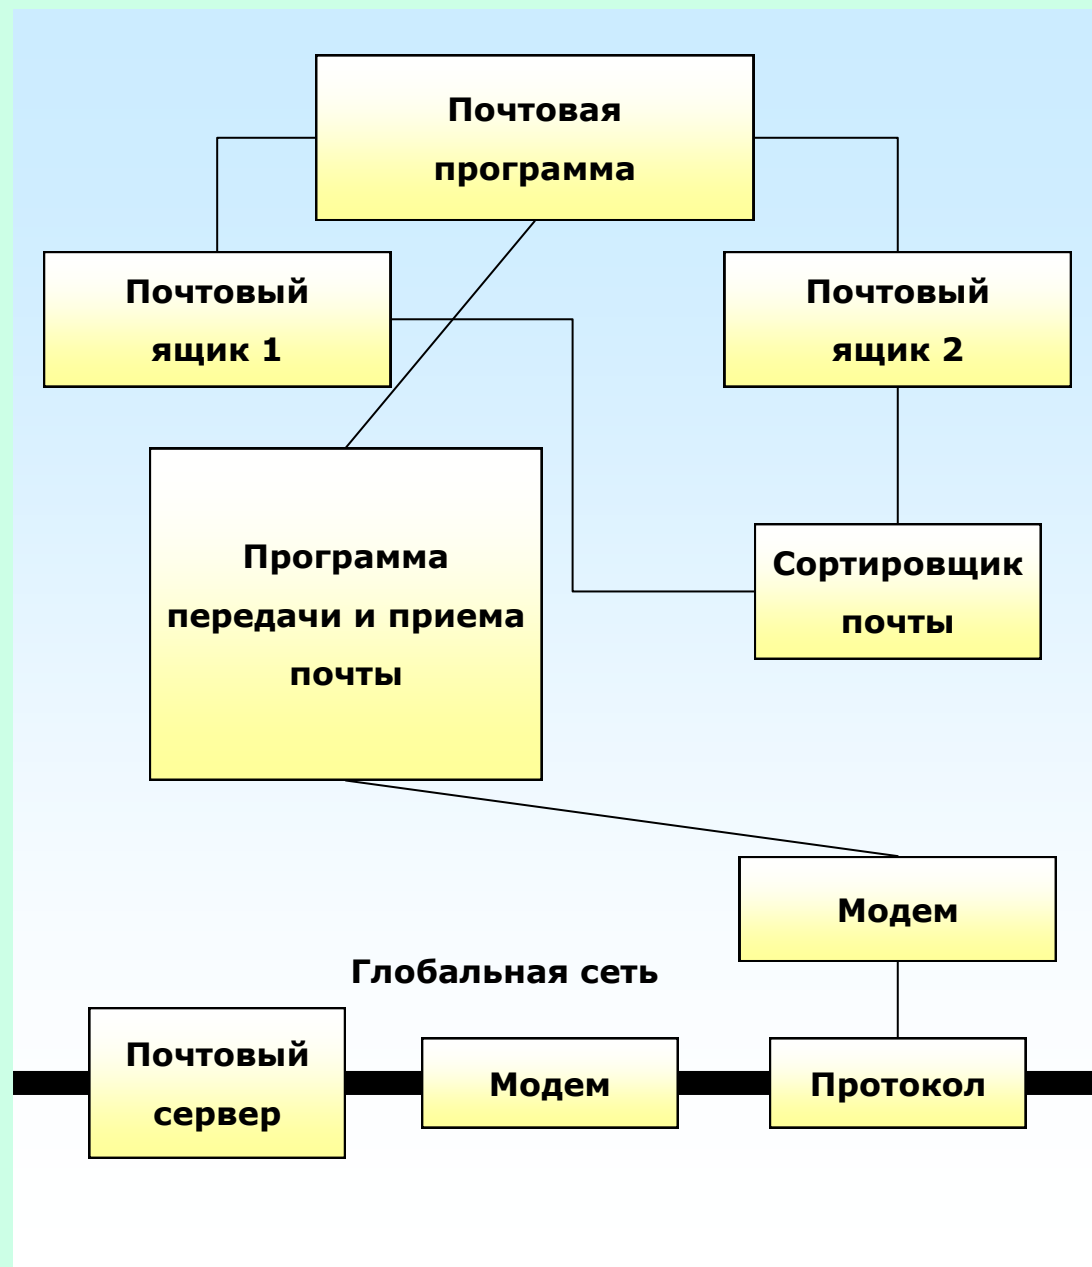 Почтовая
программа
Почтовый
ящик 1
Почтовый
ящик 2
Программа
передачи и приема
почты
Сортировщик
почты
Модем
Глобальная сеть
Почтовый
сервер
Модем
Протокол